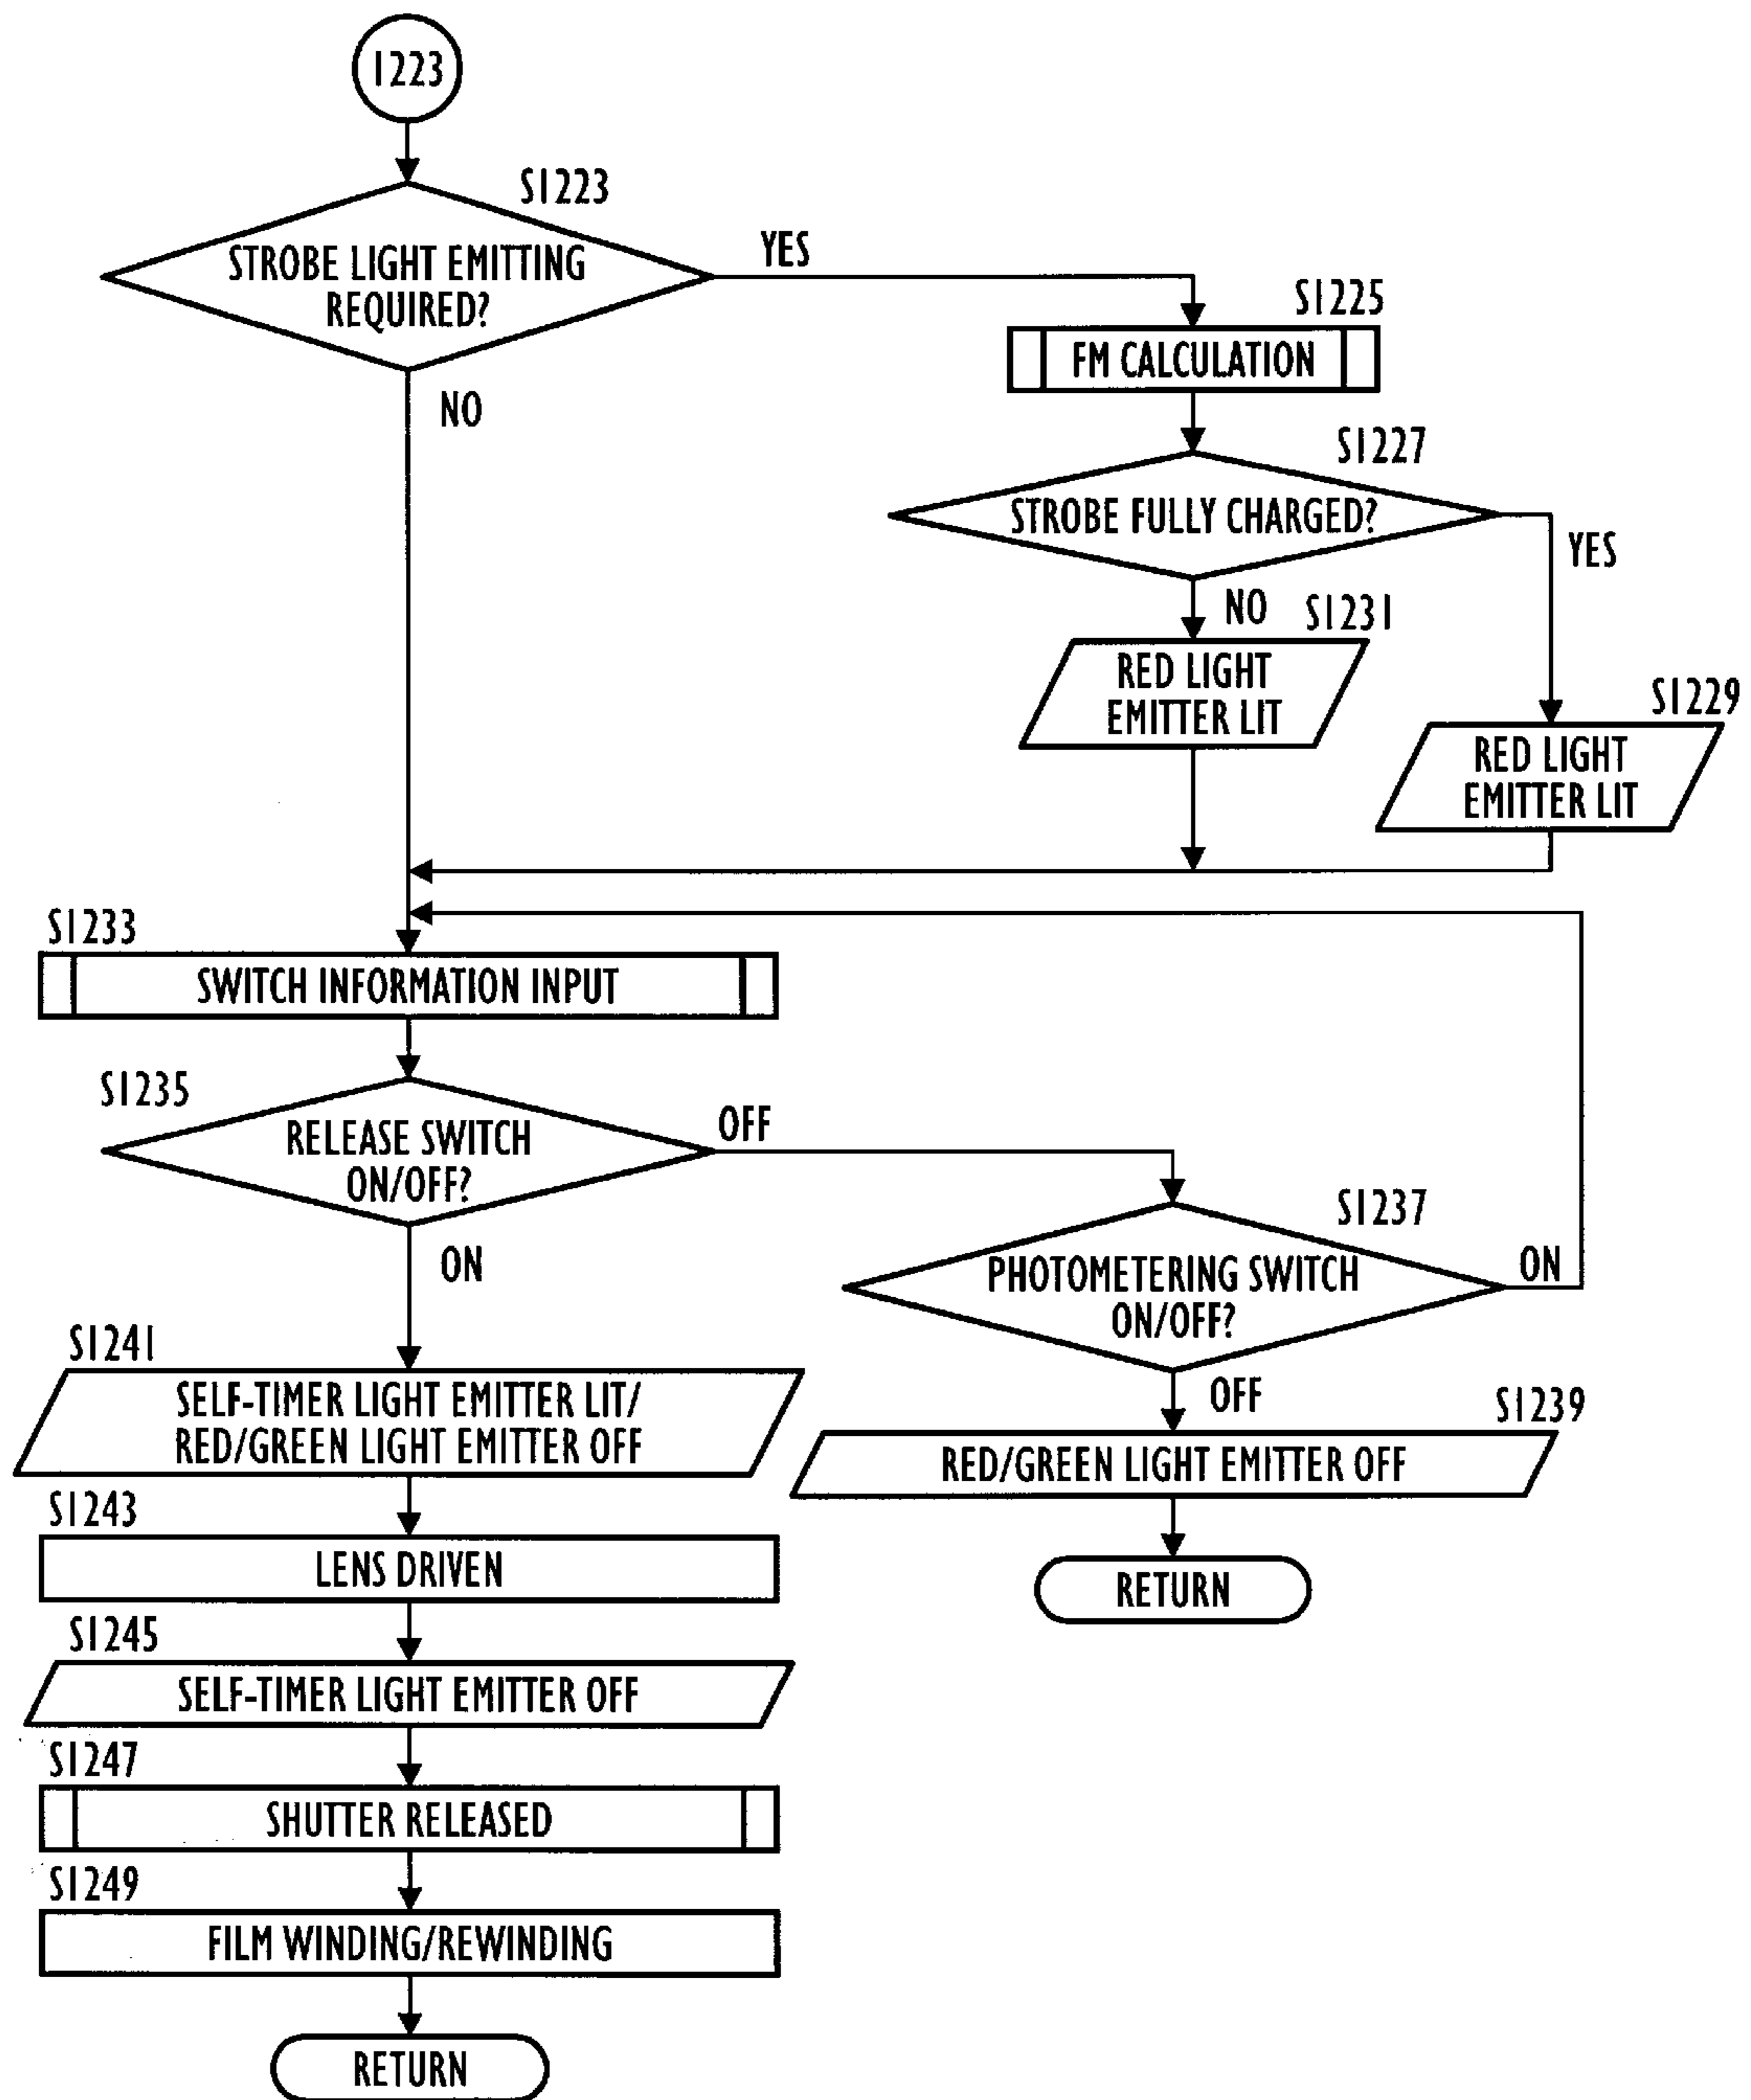 1223
S1223
STROBE LIGHT EMITTING
REQUIRED?
YES
NO
S1225
FM CALCULATION
S1227
STROBE FULLY CHARGED?
YES
NO
S1231
RED LIGHT
EMITTER LIT
S1229
RED LIGHT
EMITTER LIT
S1233
SWITCH INFORMATION INPUT
S1235
RELEASE SWITCH
ON/OFF?
OFF
ON
S1237
PHOTOMETERING SWITCH
ON/OFF?
ON
OFF
S1239
RED/GREEN LIGHT EMITTER OFF
RETURN
S1241
SELF-TIMER LIGHT EMITTER LIT/
RED/GREEN LIGHT EMITTER OFF
S1243
LENS DRIVEN
S1245
SELF-TIMER LIGHT EMITTER OFF
S1247
SHUTTER RELEASED
S1249
FILM WINDING/REWINDING
RETURN